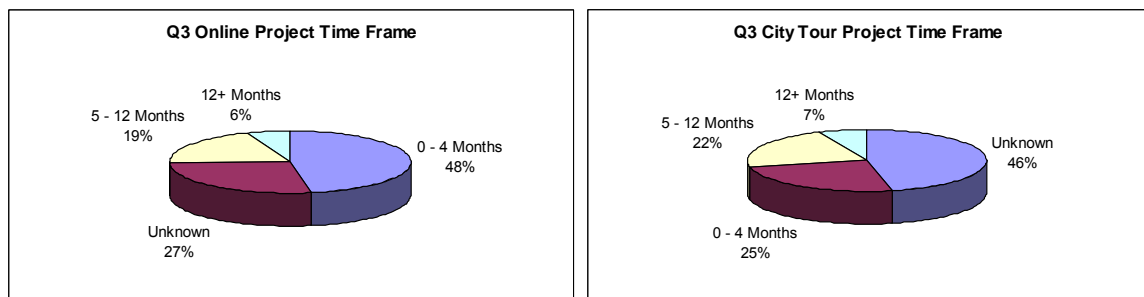 Q3 Online Project Time Frame
12+ Months
6%
5 - 12 Months
19%
0 - 4 Months
48%
Unknown
27%
Q3 City Tour Project Time Frame
12+ Months
7%
5 - 12 Months
22%
Unknown
46%
0 - 4 Months
25%